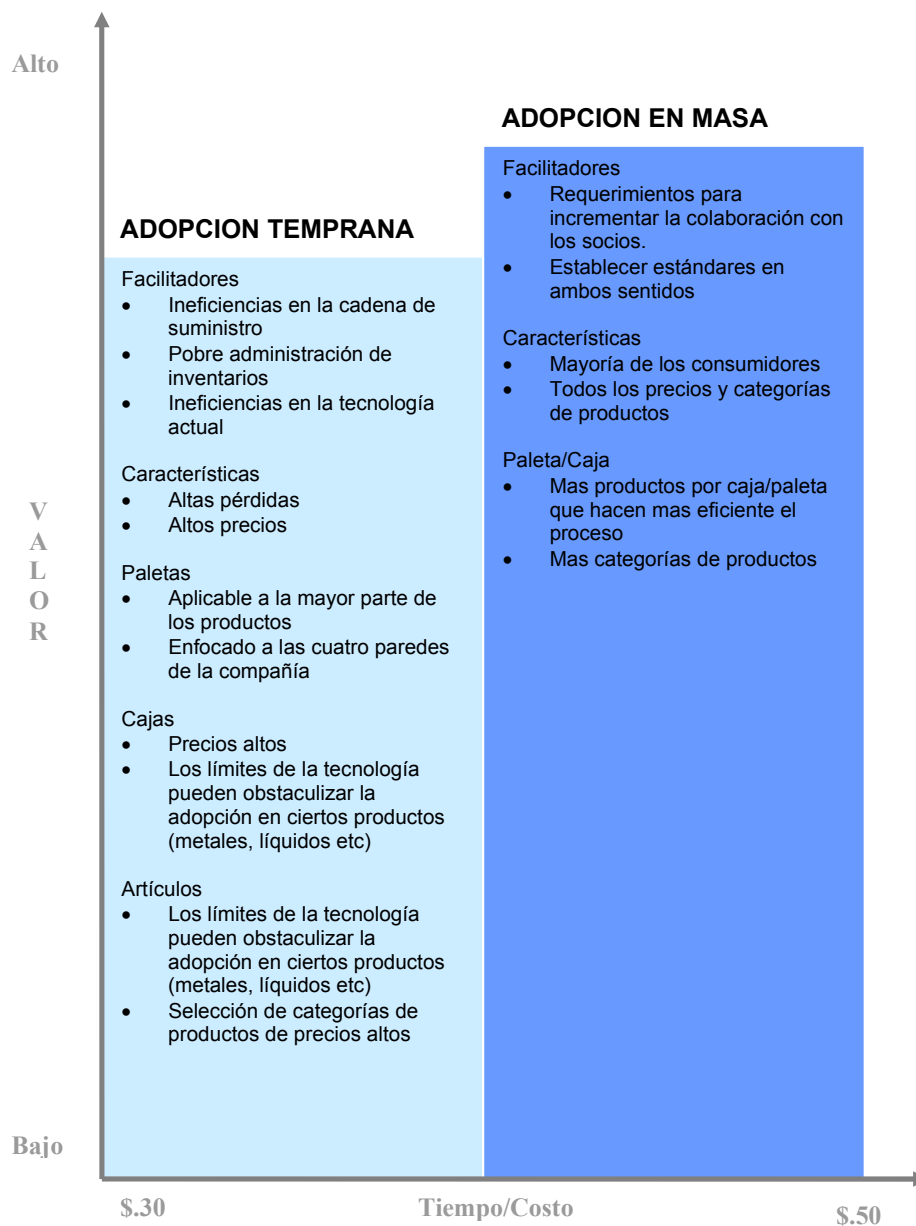 Alto
ADOPCION EN MASA
Facilitadores
• Requerimientos para
incrementar la colaboración con
los socios.
• Establecer estándares en
ambos sentidos
Características
• Mayoría de los consumidores
• Todos los precios y categorías
de productos
Paleta/Caja
• Mas productos por caja/paleta
que hacen mas eficiente el
proceso
• Mas categorías de productos
ADOPCION TEMPRANA
Facilitadores
• Ineficiencias en la cadena de
suministro
• Pobre administración de
inventarios
• Ineficiencias en la tecnología
actual
Características
• Altas pérdidas
• Altos precios
Paletas
• Aplicable a la mayor parte de
los productos
• Enfocado a las cuatro paredes
de la compañía
Cajas
• Precios altos
• Los límites de la tecnología
pueden obstaculizar la
adopción en ciertos productos
(metales, líquidos etc)
Artículos
• Los límites de la tecnología
pueden obstaculizar la
adopción en ciertos productos
(metales, líquidos etc)
• Selección de categorías de
productos de precios altos
V
A
L
O
R
Bajo
$.30
Tiempo/Costo
$.50